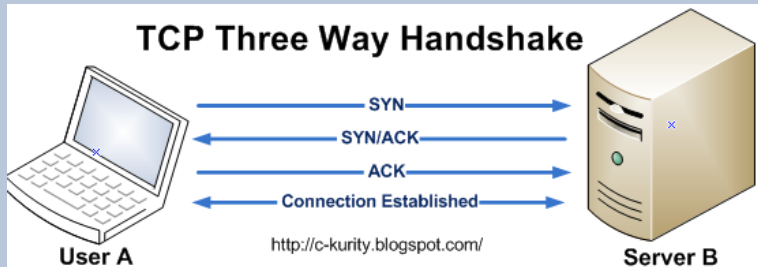 TCP Three Way Handshake
SYN
SYN/ACK
ACK
Connection Established
http://c-kurity.blogspot.com/
User A
Server B